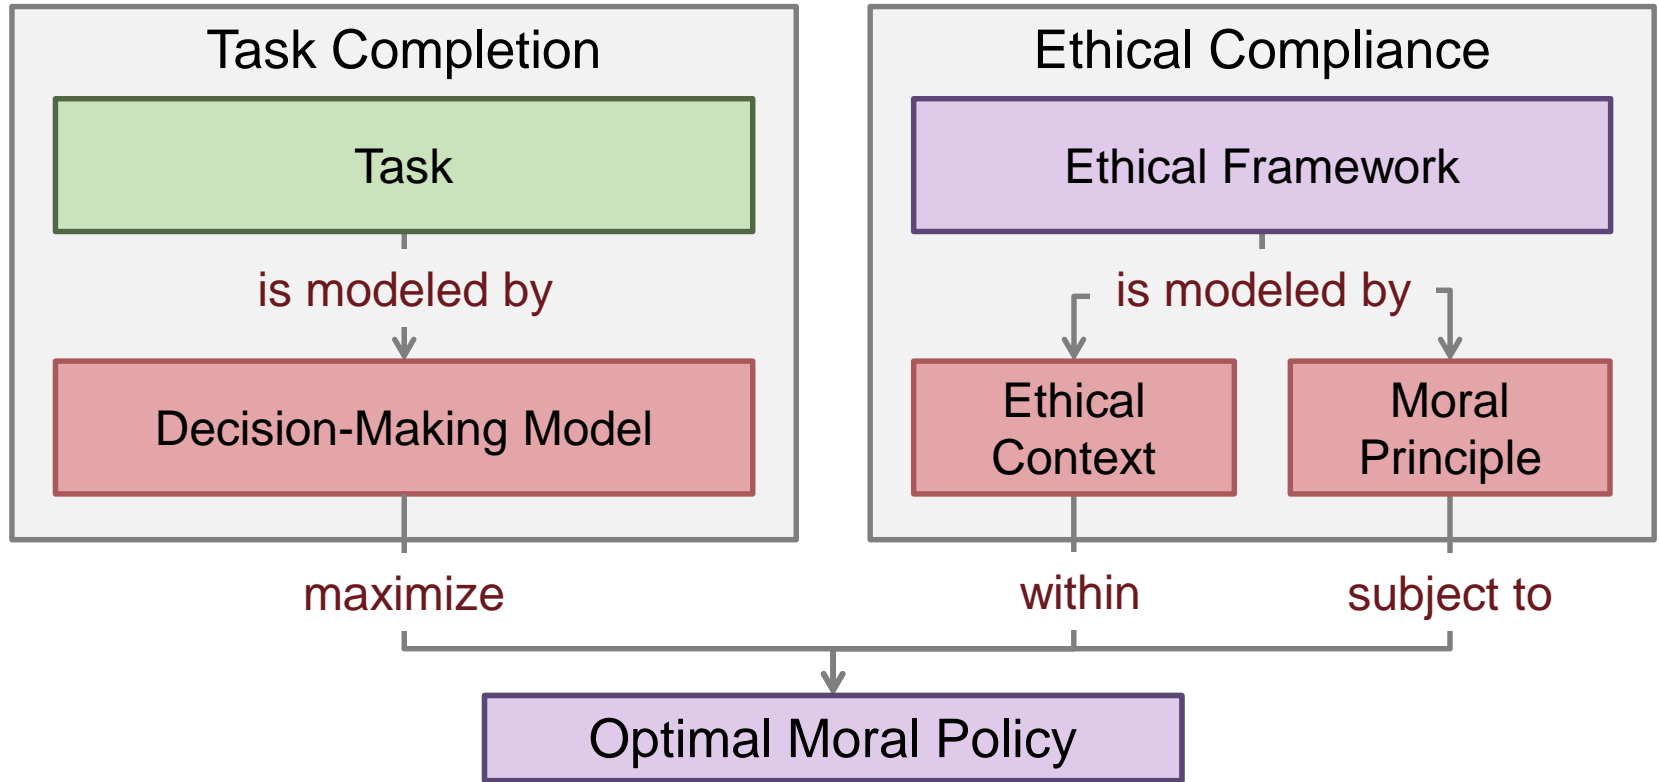 Task Completion
Task
is modeled by
Decision-Making Model
maximize
Ethical Compliance
Ethical Framework
is modeled by
Ethical
Context
Moral
Principle
within
subject to
Optimal Moral Policy